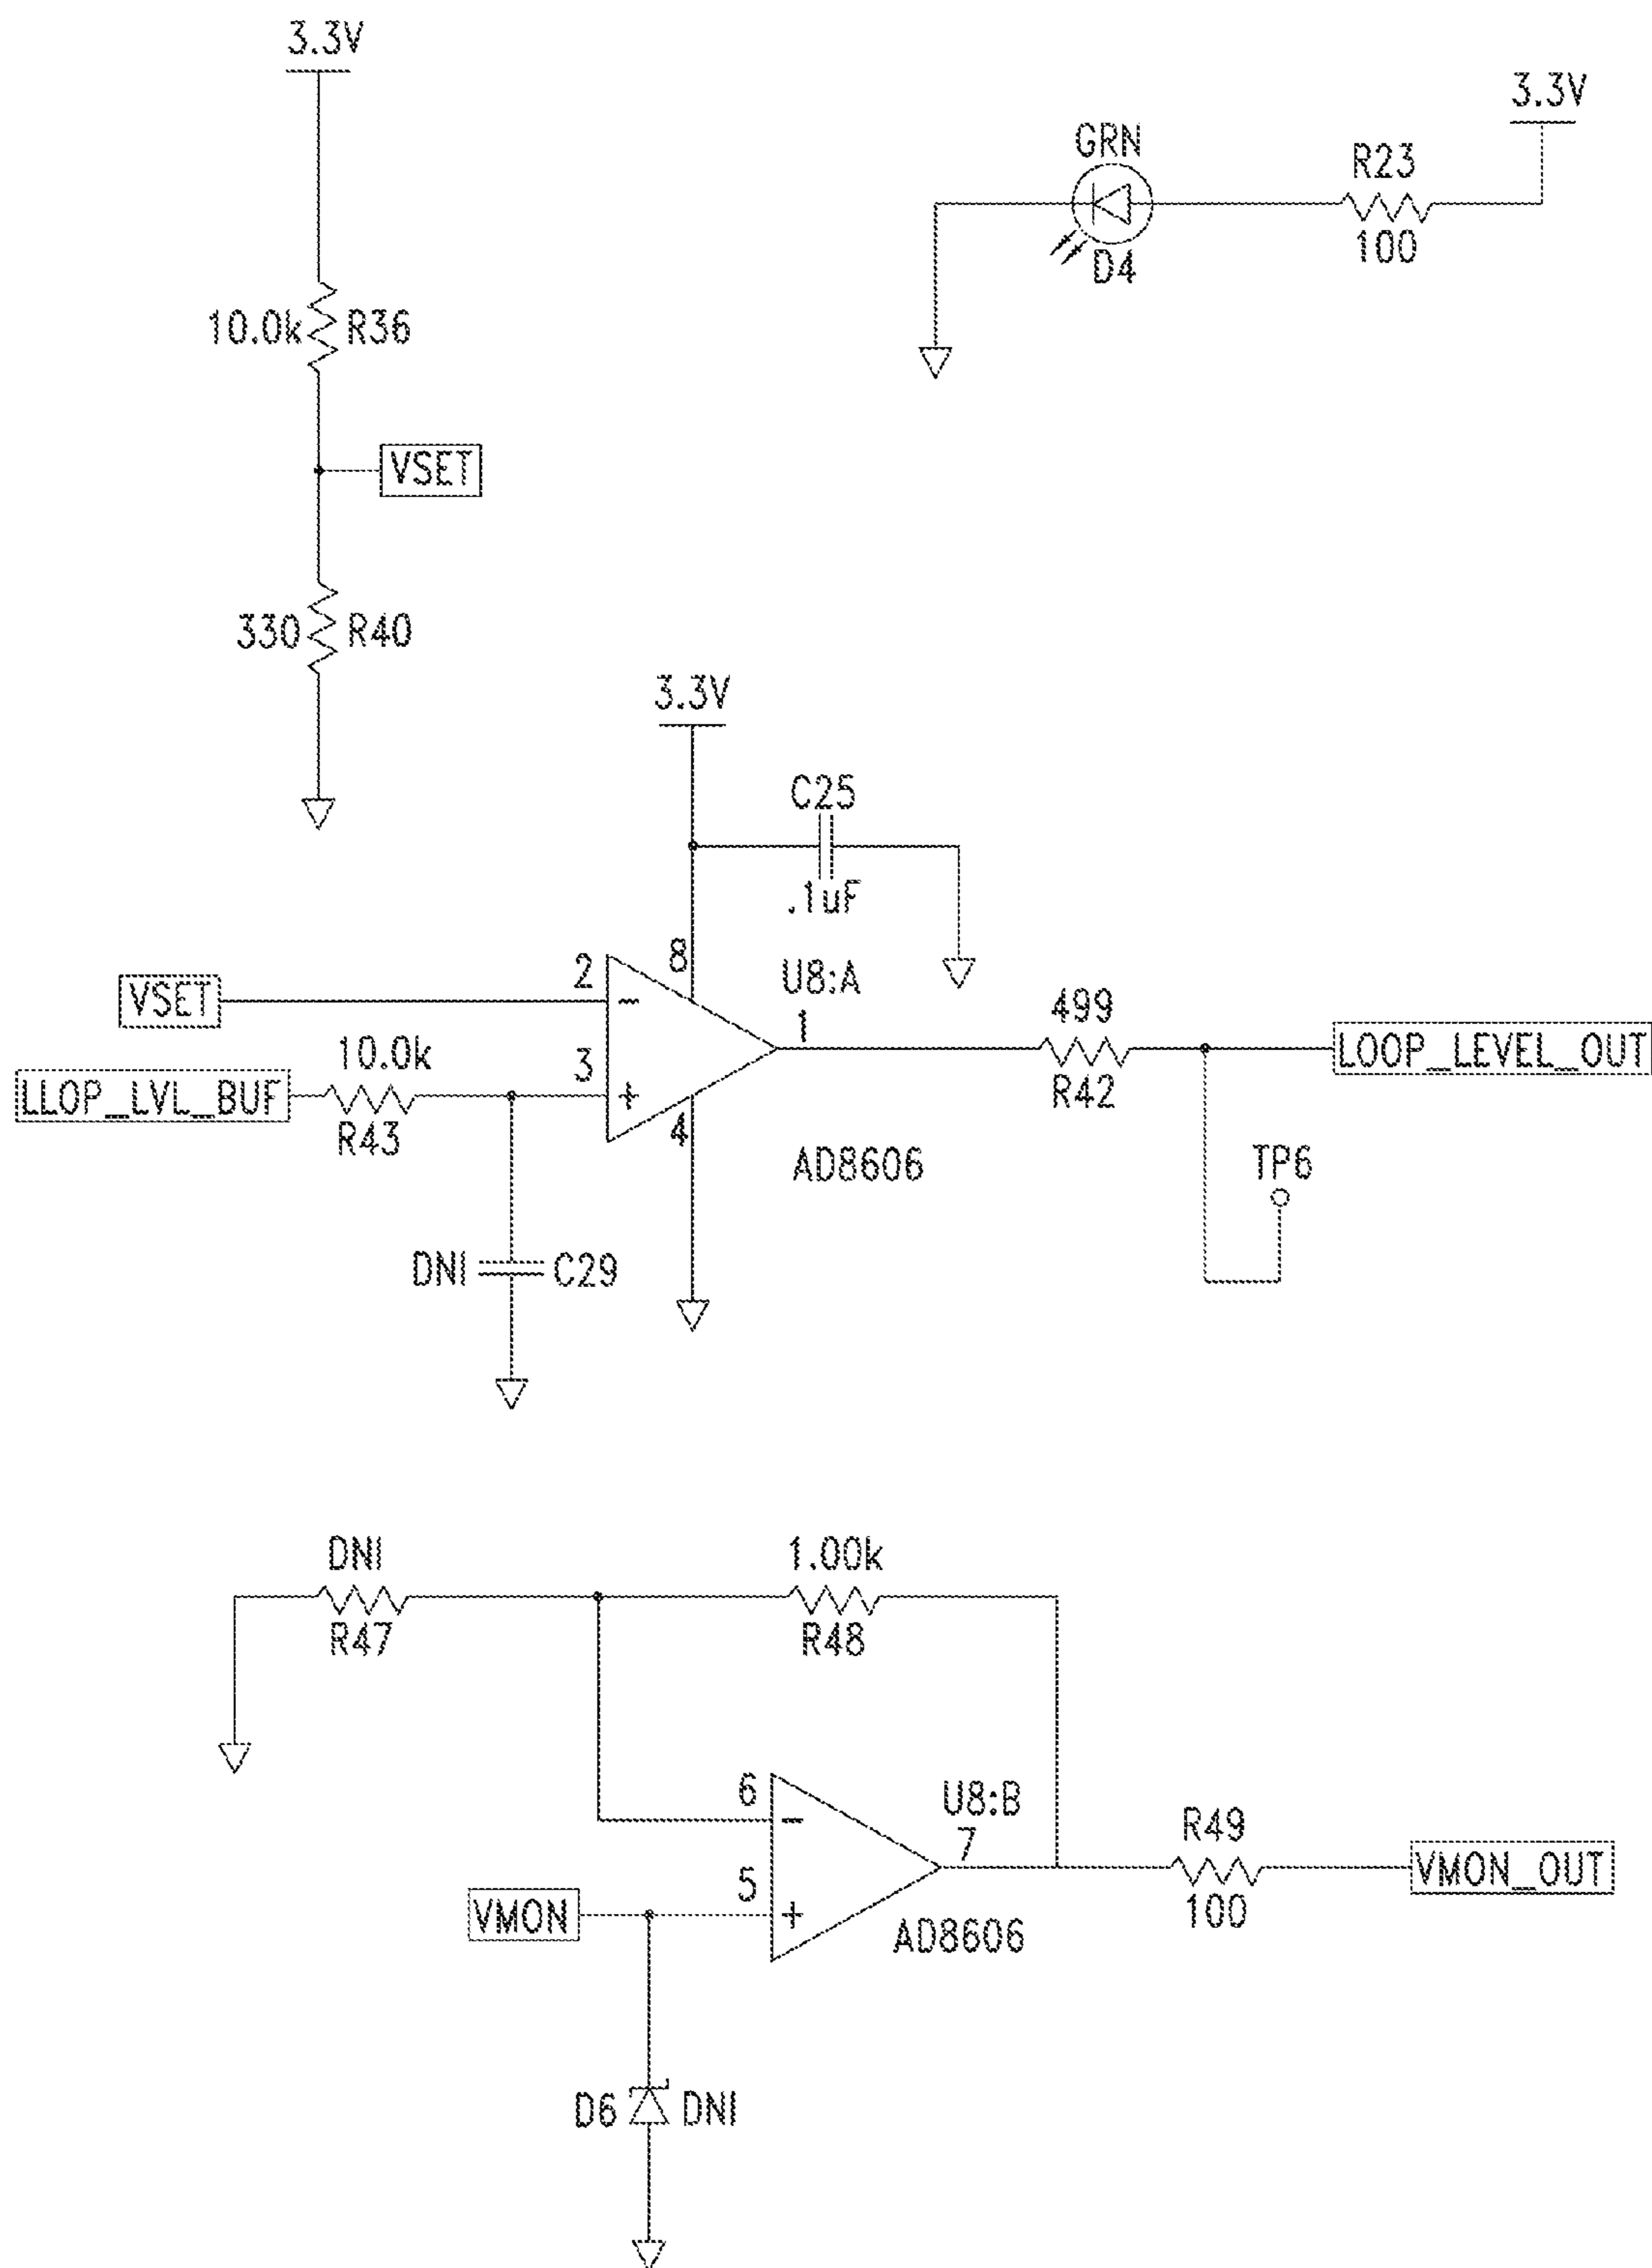 3.3V
3.3V
GRN
R23
100
D4
10.0k R36
VSET
330 R40
3.3V
C25
.1uF
8
2
U8:A
VSET
-
1
499
LOOP_LEVEL_OUT
10.0k
3
R42
LLOP_LVL_BUF
+
R43
4
AD8606
TP6
DNI C29
DNI
1.00k
R47
R48
6
U8:B
-
7
R49
5
VMON_OUT
VMON
+
100
AD8606
D6 DNI